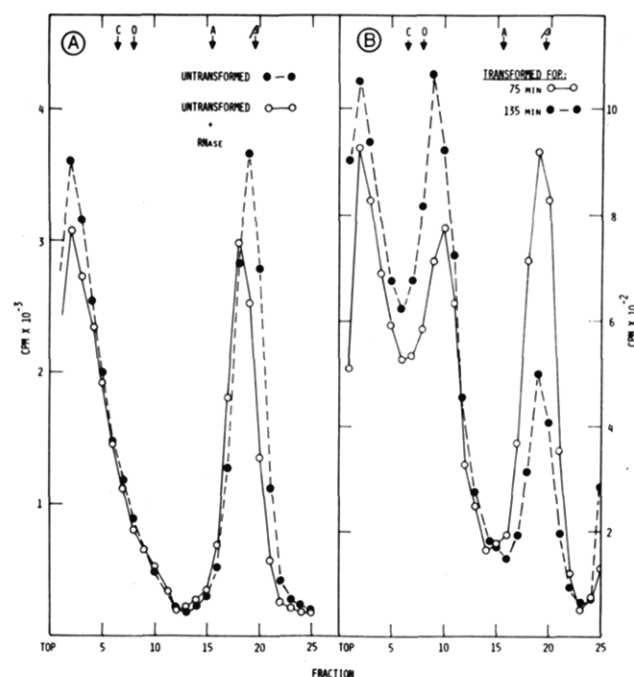 A
C O A β
UNTRANSFORMED
UNTRANSFORMED
+
RNASE
4
3
2
1
CPM X 10⁻³
TOP 5 10 15 20 25
B
C O A β
TRANSFORMED FOR:
75 MIN
135 MIN
10
8
6
4
2
CPM X 10⁻²
TOP 5 10 15 20 25
FRACTION